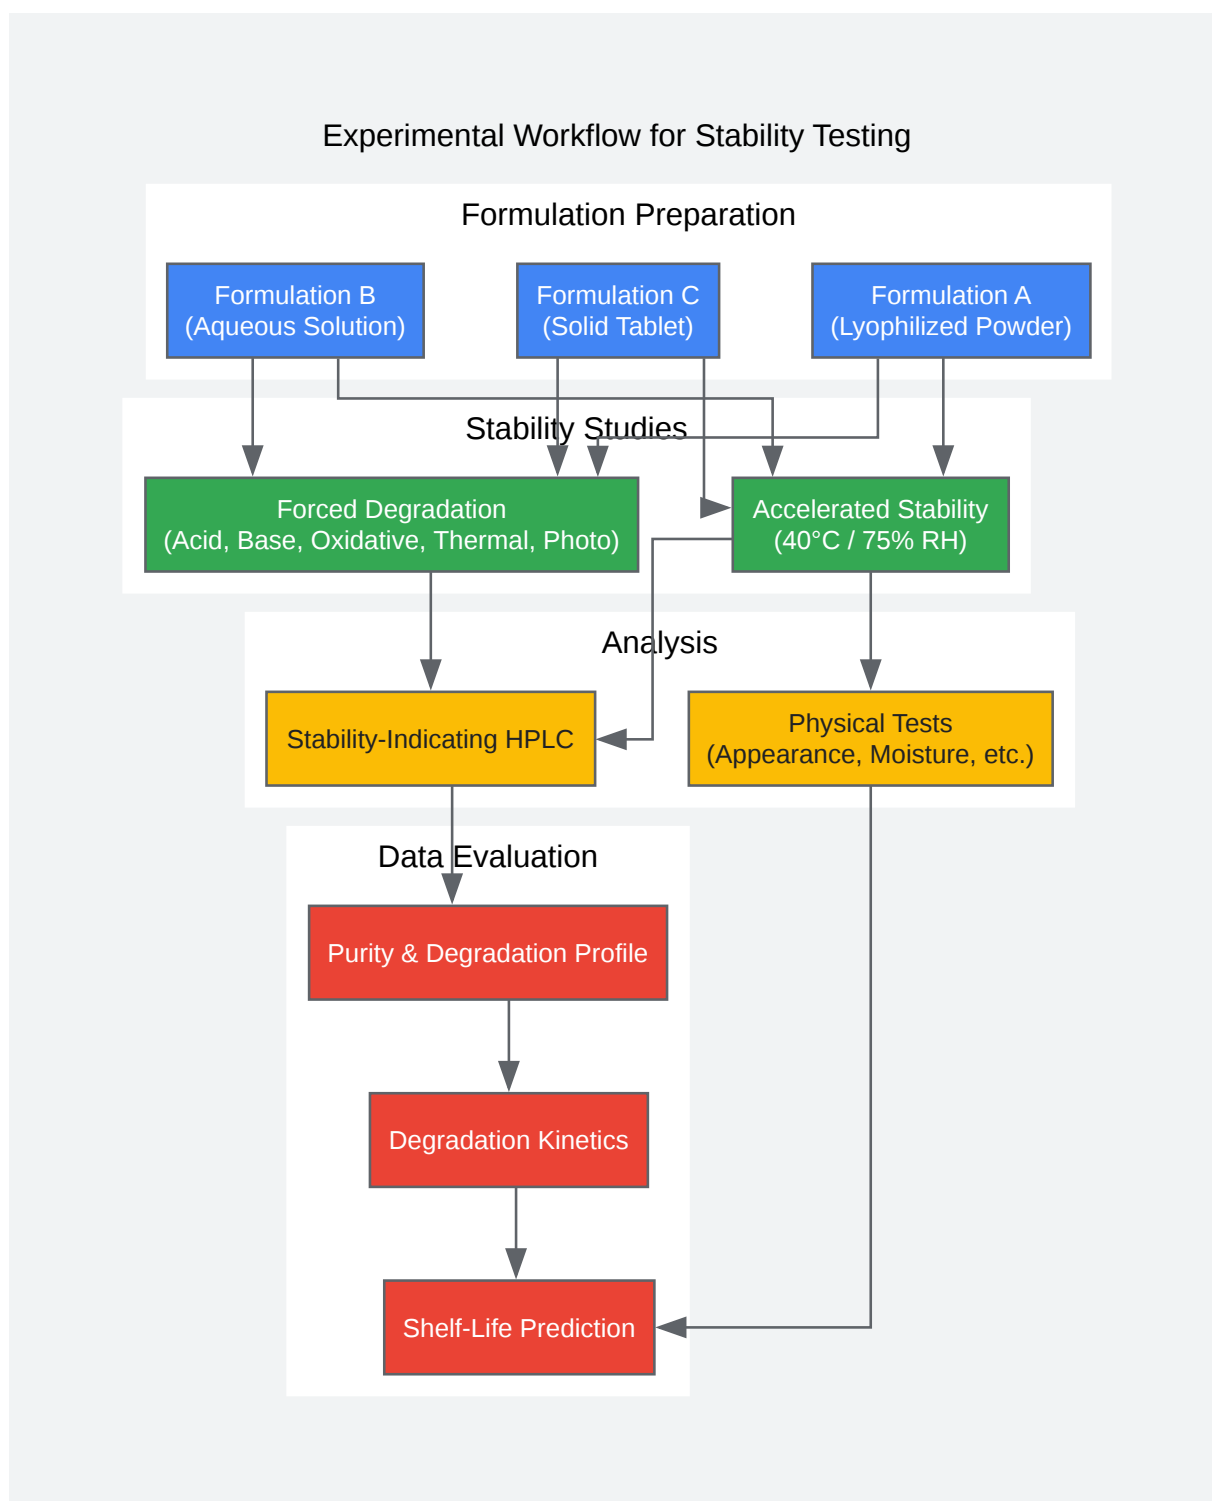 Experimental Workflow for Stability Testing
Formulation Preparation
Formulation B
(Aqueous Solution)
Formulation C
(Solid Tablet)
Formulation A
(Lyophilized Powder)
Stability Studies
Forced Degradation
(Acid, Base, Oxidative, Thermal, Photo)
Accelerated Stability
(40°C / 75% RH)
Analysis
Stability-Indicating HPLC
Physical Tests
(Appearance, Moisture, etc.)
Data Evaluation
Purity & Degradation Profile
Degradation Kinetics
Shelf-Life Prediction